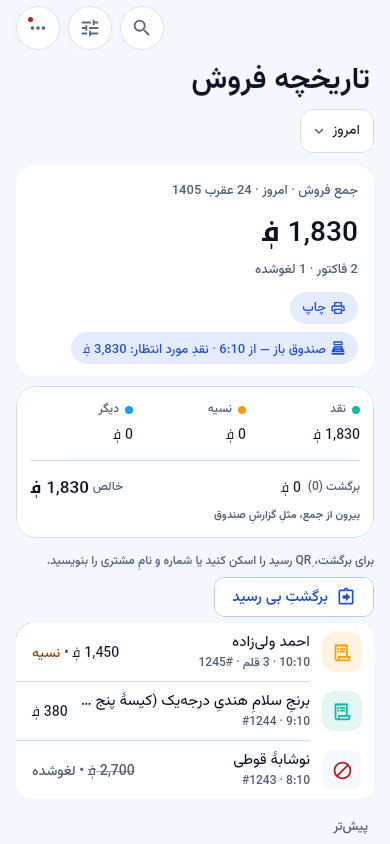 تاریخچه فروش
امروز
جمع فروش · امروز · 24 عقرب 1405
1,830 ؋
2 فاکتور · 1 لغوشده
چاپ
صندوق باز — از 6:10 · نقدِ مورد انتظار: 3,830 ؋
نقد
1,830 ؋
نسیه
0 ؋
دیگر
0 ؋
برگشت (0) 0 ؋
خالص 1,830 ؋
بیرون از جمع، مثلِ گزارشِ صندوق
برای برگشت، QR رسید را اسکن کنید یا شماره و نامِ مشتری را بنویسید.
برگشتِ بی رسید
احمد ولی‌زاده
10:10 · 3 قلم · #1245
1,450 ؋ • نسیه
برنجِ سلامِ هندیِ درجه‌یک (کیسهٔ پنج …
9:10 · #1244
380 ؋
نوشابهٔ قوطی
8:10 · #1243
2,700 ؋ • لغوشده
پیش‌تر